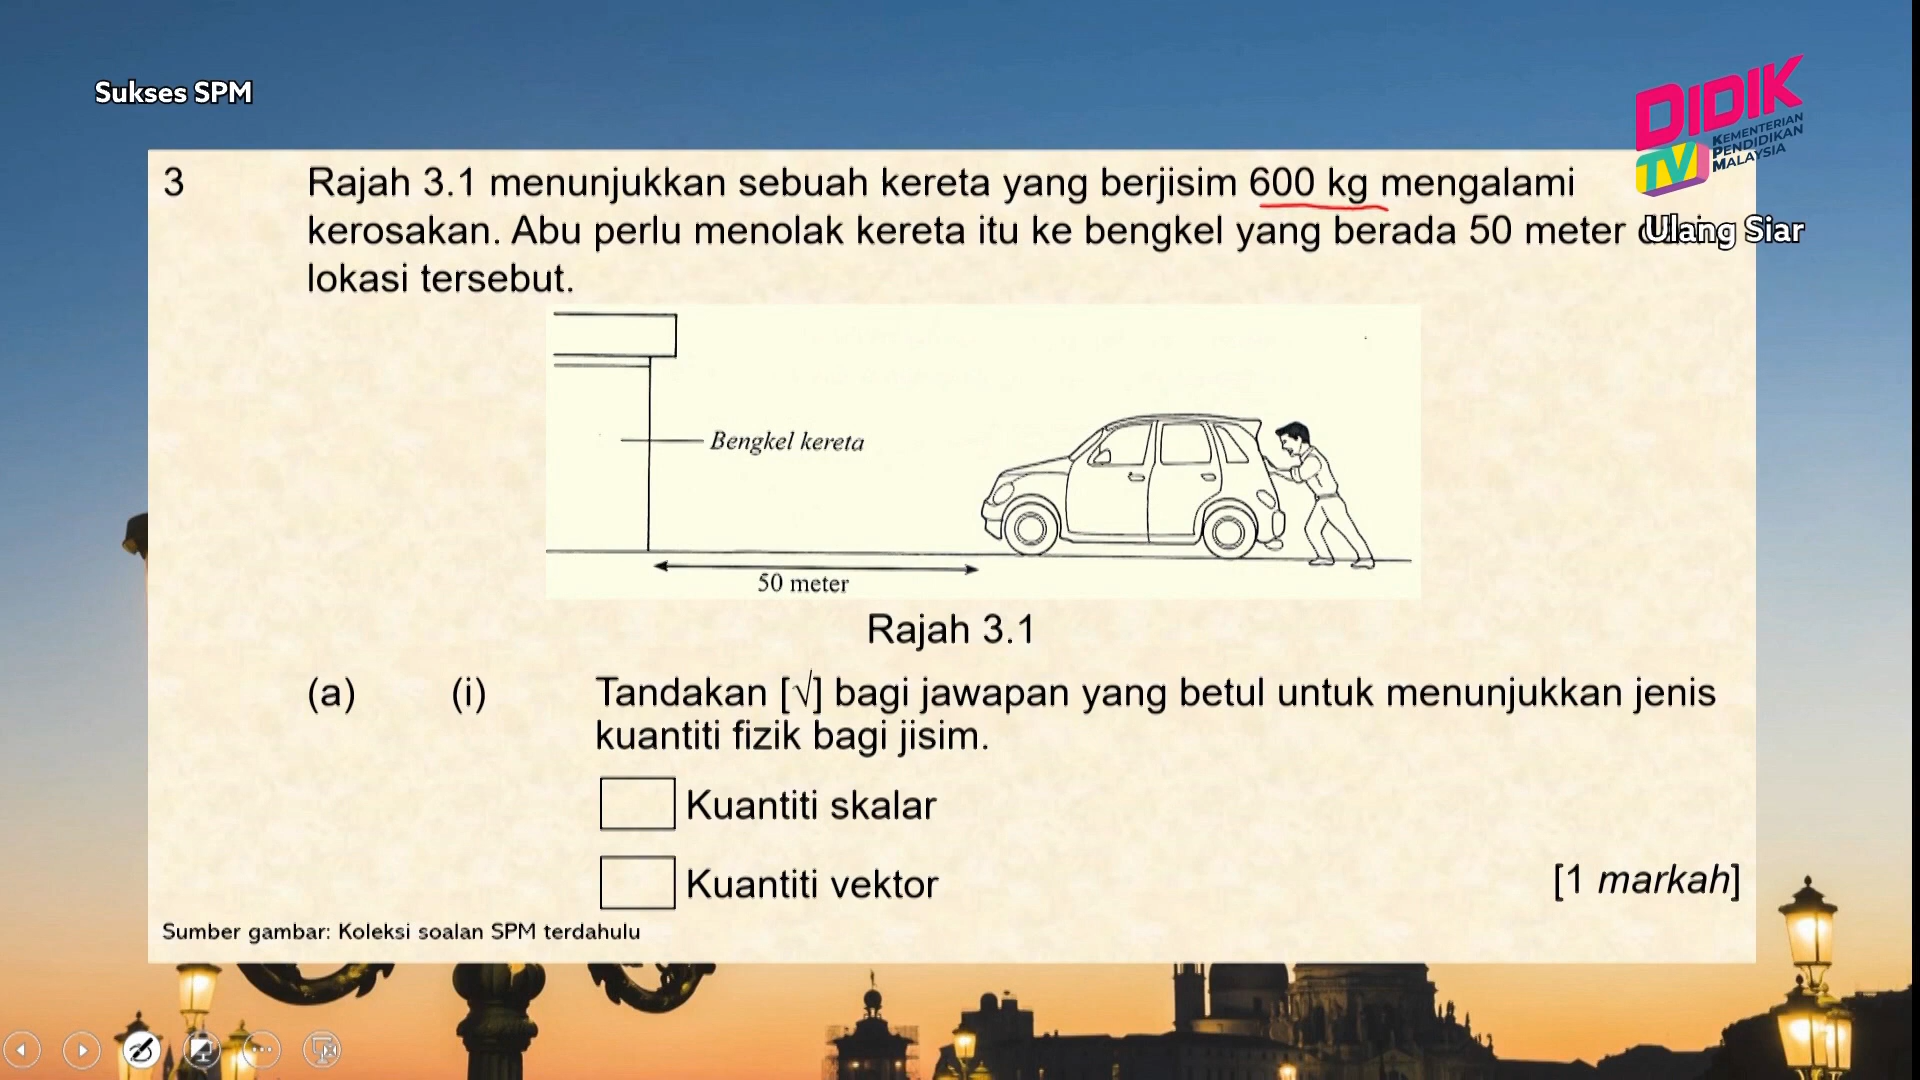 Sukses SPM
DIDIK
TV
KEMENTERIAN
PENDIDIKAN
MALAYSIA
Ulang Siar
3 Rajah 3.1 menunjukkan sebuah kereta yang berjisim 600 kg mengalami
kerosakan. Abu perlu menolak kereta itu ke bengkel yang berada 50 meter
lokasi tersebut.
Bengkel kereta
50 meter
Rajah 3.1
(a) (i) Tandakan [√] bagi jawapan yang betul untuk menunjukkan jenis
kuantiti fizik bagi jisim.
Kuantiti skalar
Kuantiti vektor
[1 markah]
Sumber gambar: Koleksi soalan SPM terdahulu